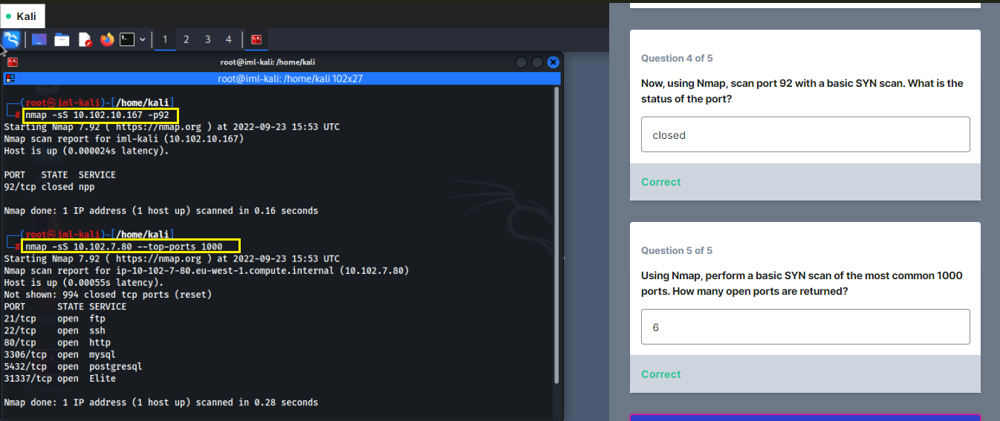 Kali
1 2 3 4
root@iml-kali: /home/kali
root@iml-kali: /home/kali 102x27
(root㉿iml-kali)-[/home/kali]
# nmap -sS 10.102.10.167 -p92
Starting Nmap 7.92 ( https://nmap.org ) at 2022-09-23 15:53 UTC
Nmap scan report for iml-kali (10.102.10.167)
Host is up (0.000024s latency).
PORT   STATE  SERVICE
92/tcp closed npp
Nmap done: 1 IP address (1 host up) scanned in 0.16 seconds
(root㉿iml-kali)-[/home/kali]
# nmap -sS 10.102.7.80 --top-ports 1000
Starting Nmap 7.92 ( https://nmap.org ) at 2022-09-23 15:53 UTC
Nmap scan report for ip-10-102-7-80.eu-west-1.compute.internal (10.102.7.80)
Host is up (0.00055s latency).
Not shown: 994 closed tcp ports (reset)
PORT      STATE SERVICE
21/tcp    open  ftp
22/tcp    open  ssh
80/tcp    open  http
3306/tcp  open  mysql
5432/tcp  open  postgresql
31337/tcp open  Elite
Terminator
Nmap done: 1 IP address (1 host up) scanned in 0.28 seconds
Question 4 of 5
Now, using Nmap, scan port 92 with a basic SYN scan. What is the
status of the port?
closed
Correct
Question 5 of 5
Using Nmap, perform a basic SYN scan of the most common 1000
ports. How many open ports are returned?
6
Correct